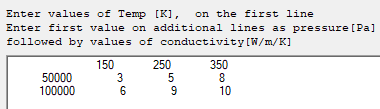 Enter values of Temp [K],  on the first line
Enter first value on additional lines as pressure[Pa]
followed by values of conductivity[W/m/K]
150 250 350
50000 3 5 8
100000 6 9 10